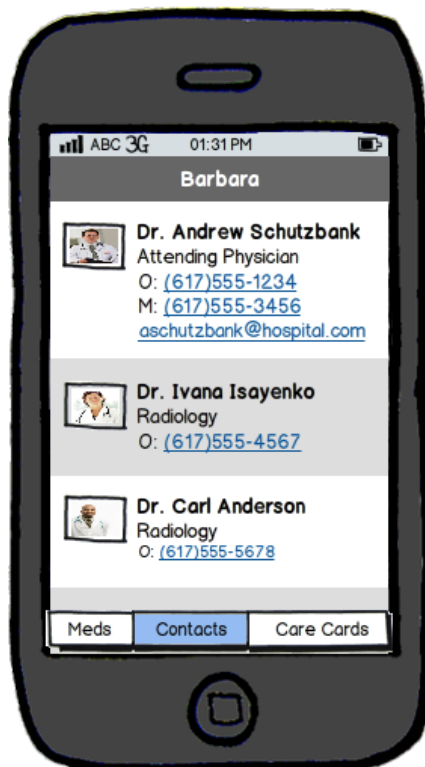 ABC 3G 01:31 PM
Barbara
Dr. Andrew Schutzbank
Attending Physician
O: (617)555-1234
M: (617)555-3456
aschutzbank@hospital.com
Dr. Ivana Isayenko
Radiology
O: (617)555-4567
Dr. Carl Anderson
Radiology
O: (617)555-5678
Meds Contacts Care Cards